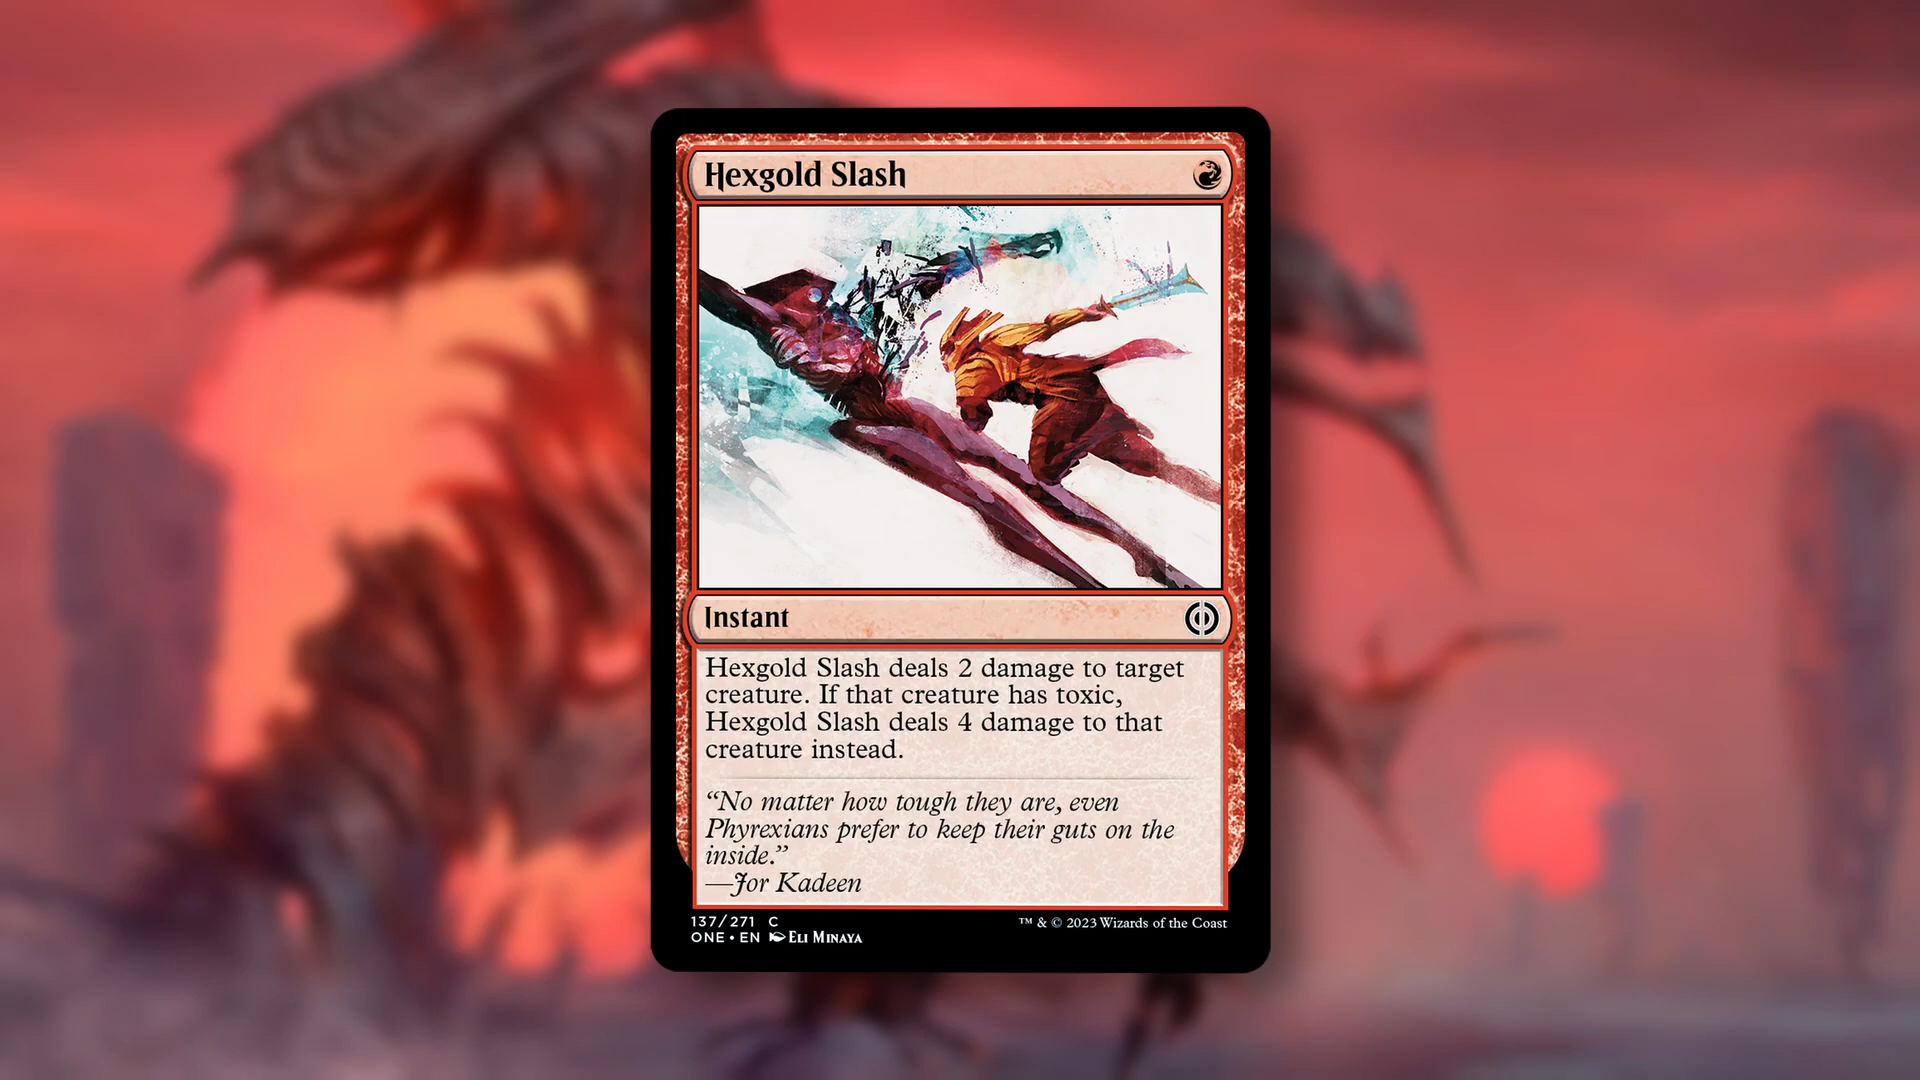 Hexgold Slash
Instant
Hexgold Slash deals 2 damage to target
creature. If that creature has toxic,
Hexgold Slash deals 4 damage to that
creature instead.
“No matter how tough they are, even
Phyrexians prefer to keep their guts on the
inside.”
—Jor Kadeen
137/271 C
ONE • EN Eli Minaya
™ & © 2023 Wizards of the Coast